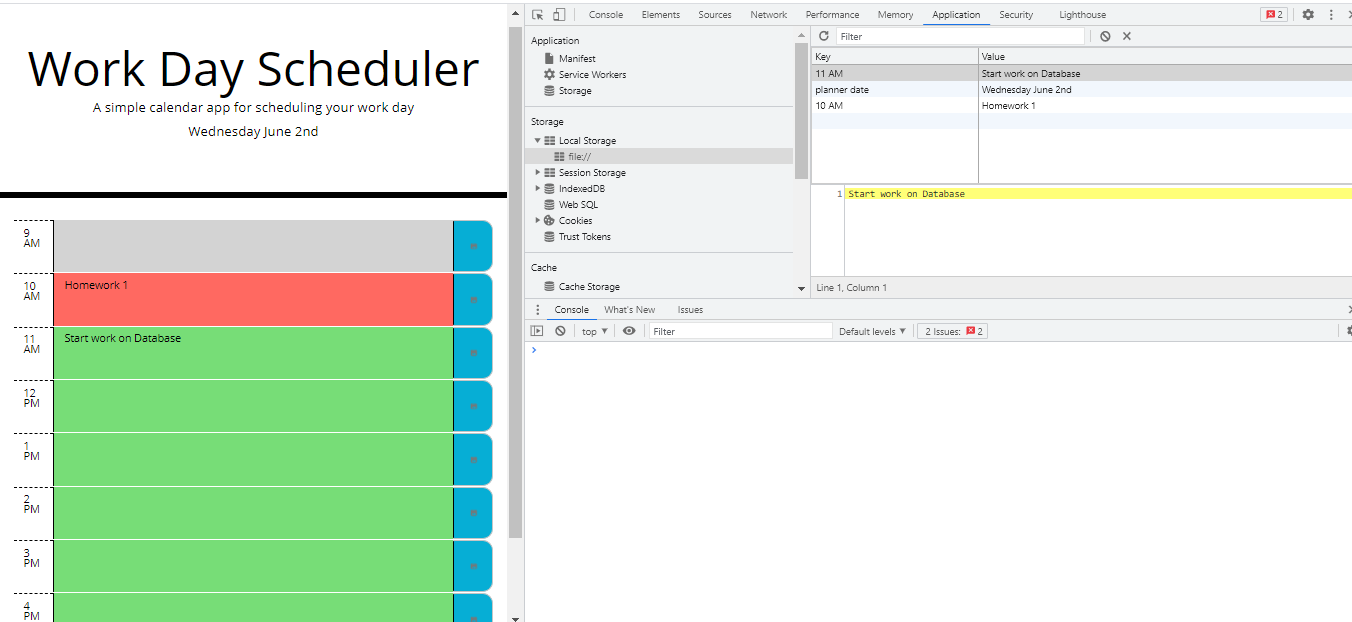 Work Day Scheduler
A simple calendar app for scheduling your work day
Wednesday June 2nd
9
AM
10
AM
Homework 1
11
AM
Start work on Database
12
PM
1
PM
2
PM
3
PM
4
PM
Console Elements Sources Network Performance Memory Application Security Lighthouse 2
Application
Manifest
Service Workers
Storage
Storage
Local Storage
file://
Session Storage
IndexedDB
Web SQL
Cookies
Trust Tokens
Cache
Cache Storage
Filter
Key Value
11 AM Start work on Database
planner date Wednesday June 2nd
10 AM Homework 1
1 Start work on Database
Line 1, Column 1
Console What's New Issues
top Filter Default levels 2 Issues: 2